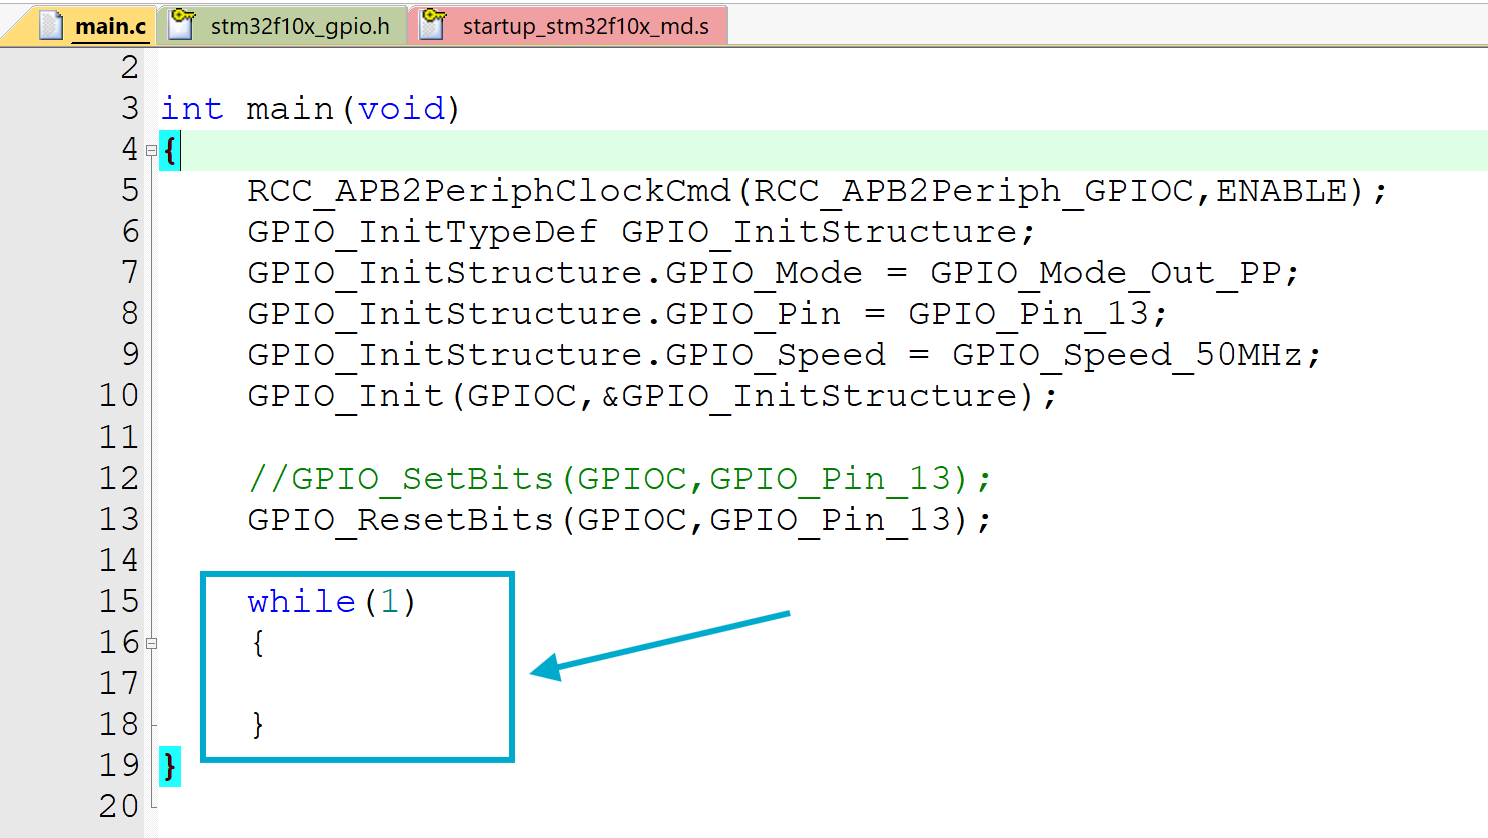 main.c stm32f10x_gpio.h startup_stm32f10x_md.s
2
3 int main(void)
4 {
5 RCC_APB2PeriphClockCmd(RCC_APB2Periph_GPIOC,ENABLE);
6 GPIO_InitTypeDef GPIO_InitStructure;
7 GPIO_InitStructure.GPIO_Mode = GPIO_Mode_Out_PP;
8 GPIO_InitStructure.GPIO_Pin = GPIO_Pin_13;
9 GPIO_InitStructure.GPIO_Speed = GPIO_Speed_50MHz;
10 GPIO_Init(GPIOC,&GPIO_InitStructure);
11
12 //GPIO_SetBits(GPIOC,GPIO_Pin_13);
13 GPIO_ResetBits(GPIOC,GPIO_Pin_13);
14
15 while(1)
16 {
17
18 }
19 }
20